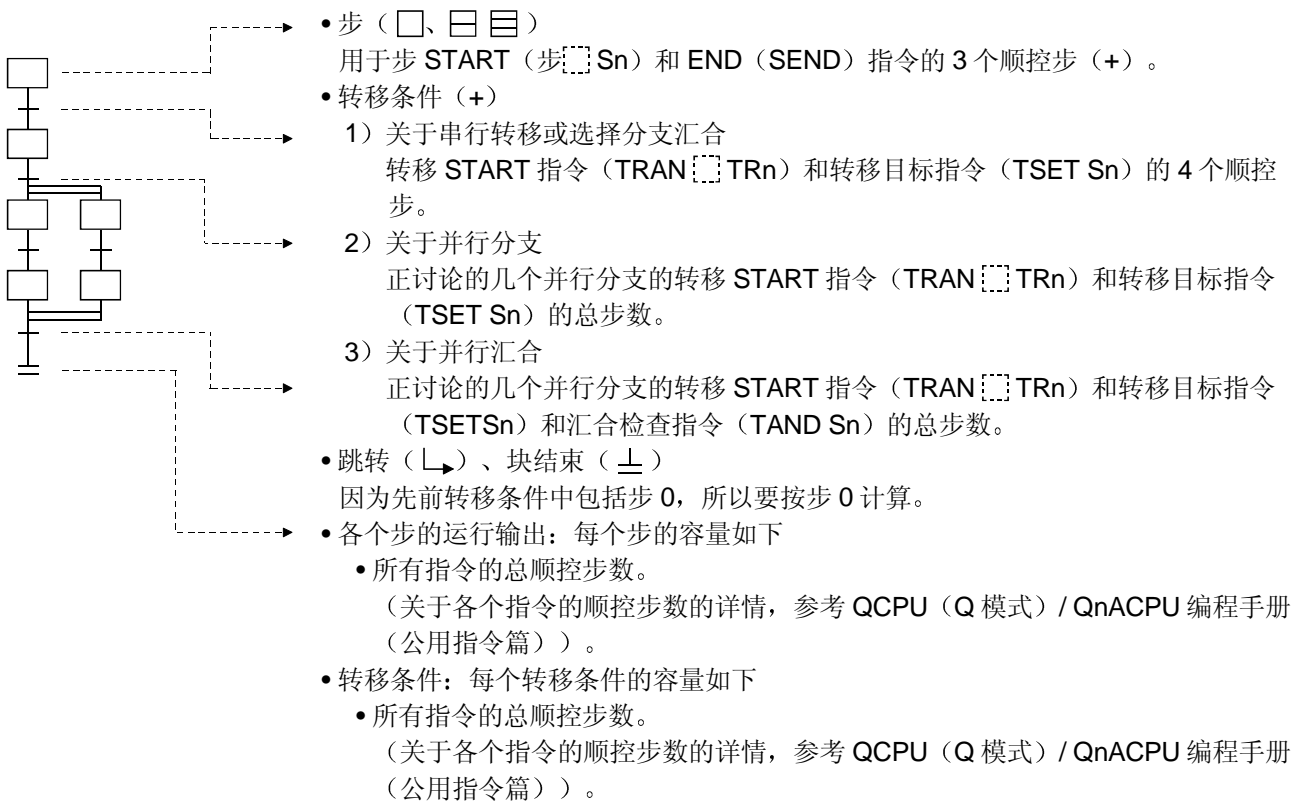 •步（□、日 目）
用于步 START（步 Sn）和 END（SEND）指令的 3 个顺控步（+）。
•转移条件（+）
1）关于串行转移或选择分支汇合
转移 START 指令（TRAN TRn）和转移目标指令（TSET Sn）的 4 个顺控
步。
2）关于并行分支
正讨论的几个并行分支的转移 START 指令（TRAN TRn）和转移目标指令
（TSET Sn）的总步数。
3）关于并行汇合
正讨论的几个并行分支的转移 START 指令（TRAN TRn）和转移目标指令
（TSETSn）和汇合检查指令（TAND Sn）的总步数。
•跳转（）、块结束（）
因为先前转移条件中包括步 0，所以要按步 0 计算。
•各个步的运行输出：每个步的容量如下
•所有指令的总顺控步数。
（关于各个指令的顺控步数的详情，参考 QCPU（Q 模式）/ QnACPU 编程手册
（公用指令篇））。
•转移条件：每个转移条件的容量如下
•所有指令的总顺控步数。
（关于各个指令的顺控步数的详情，参考 QCPU（Q 模式）/ QnACPU 编程手册
（公用指令篇））。